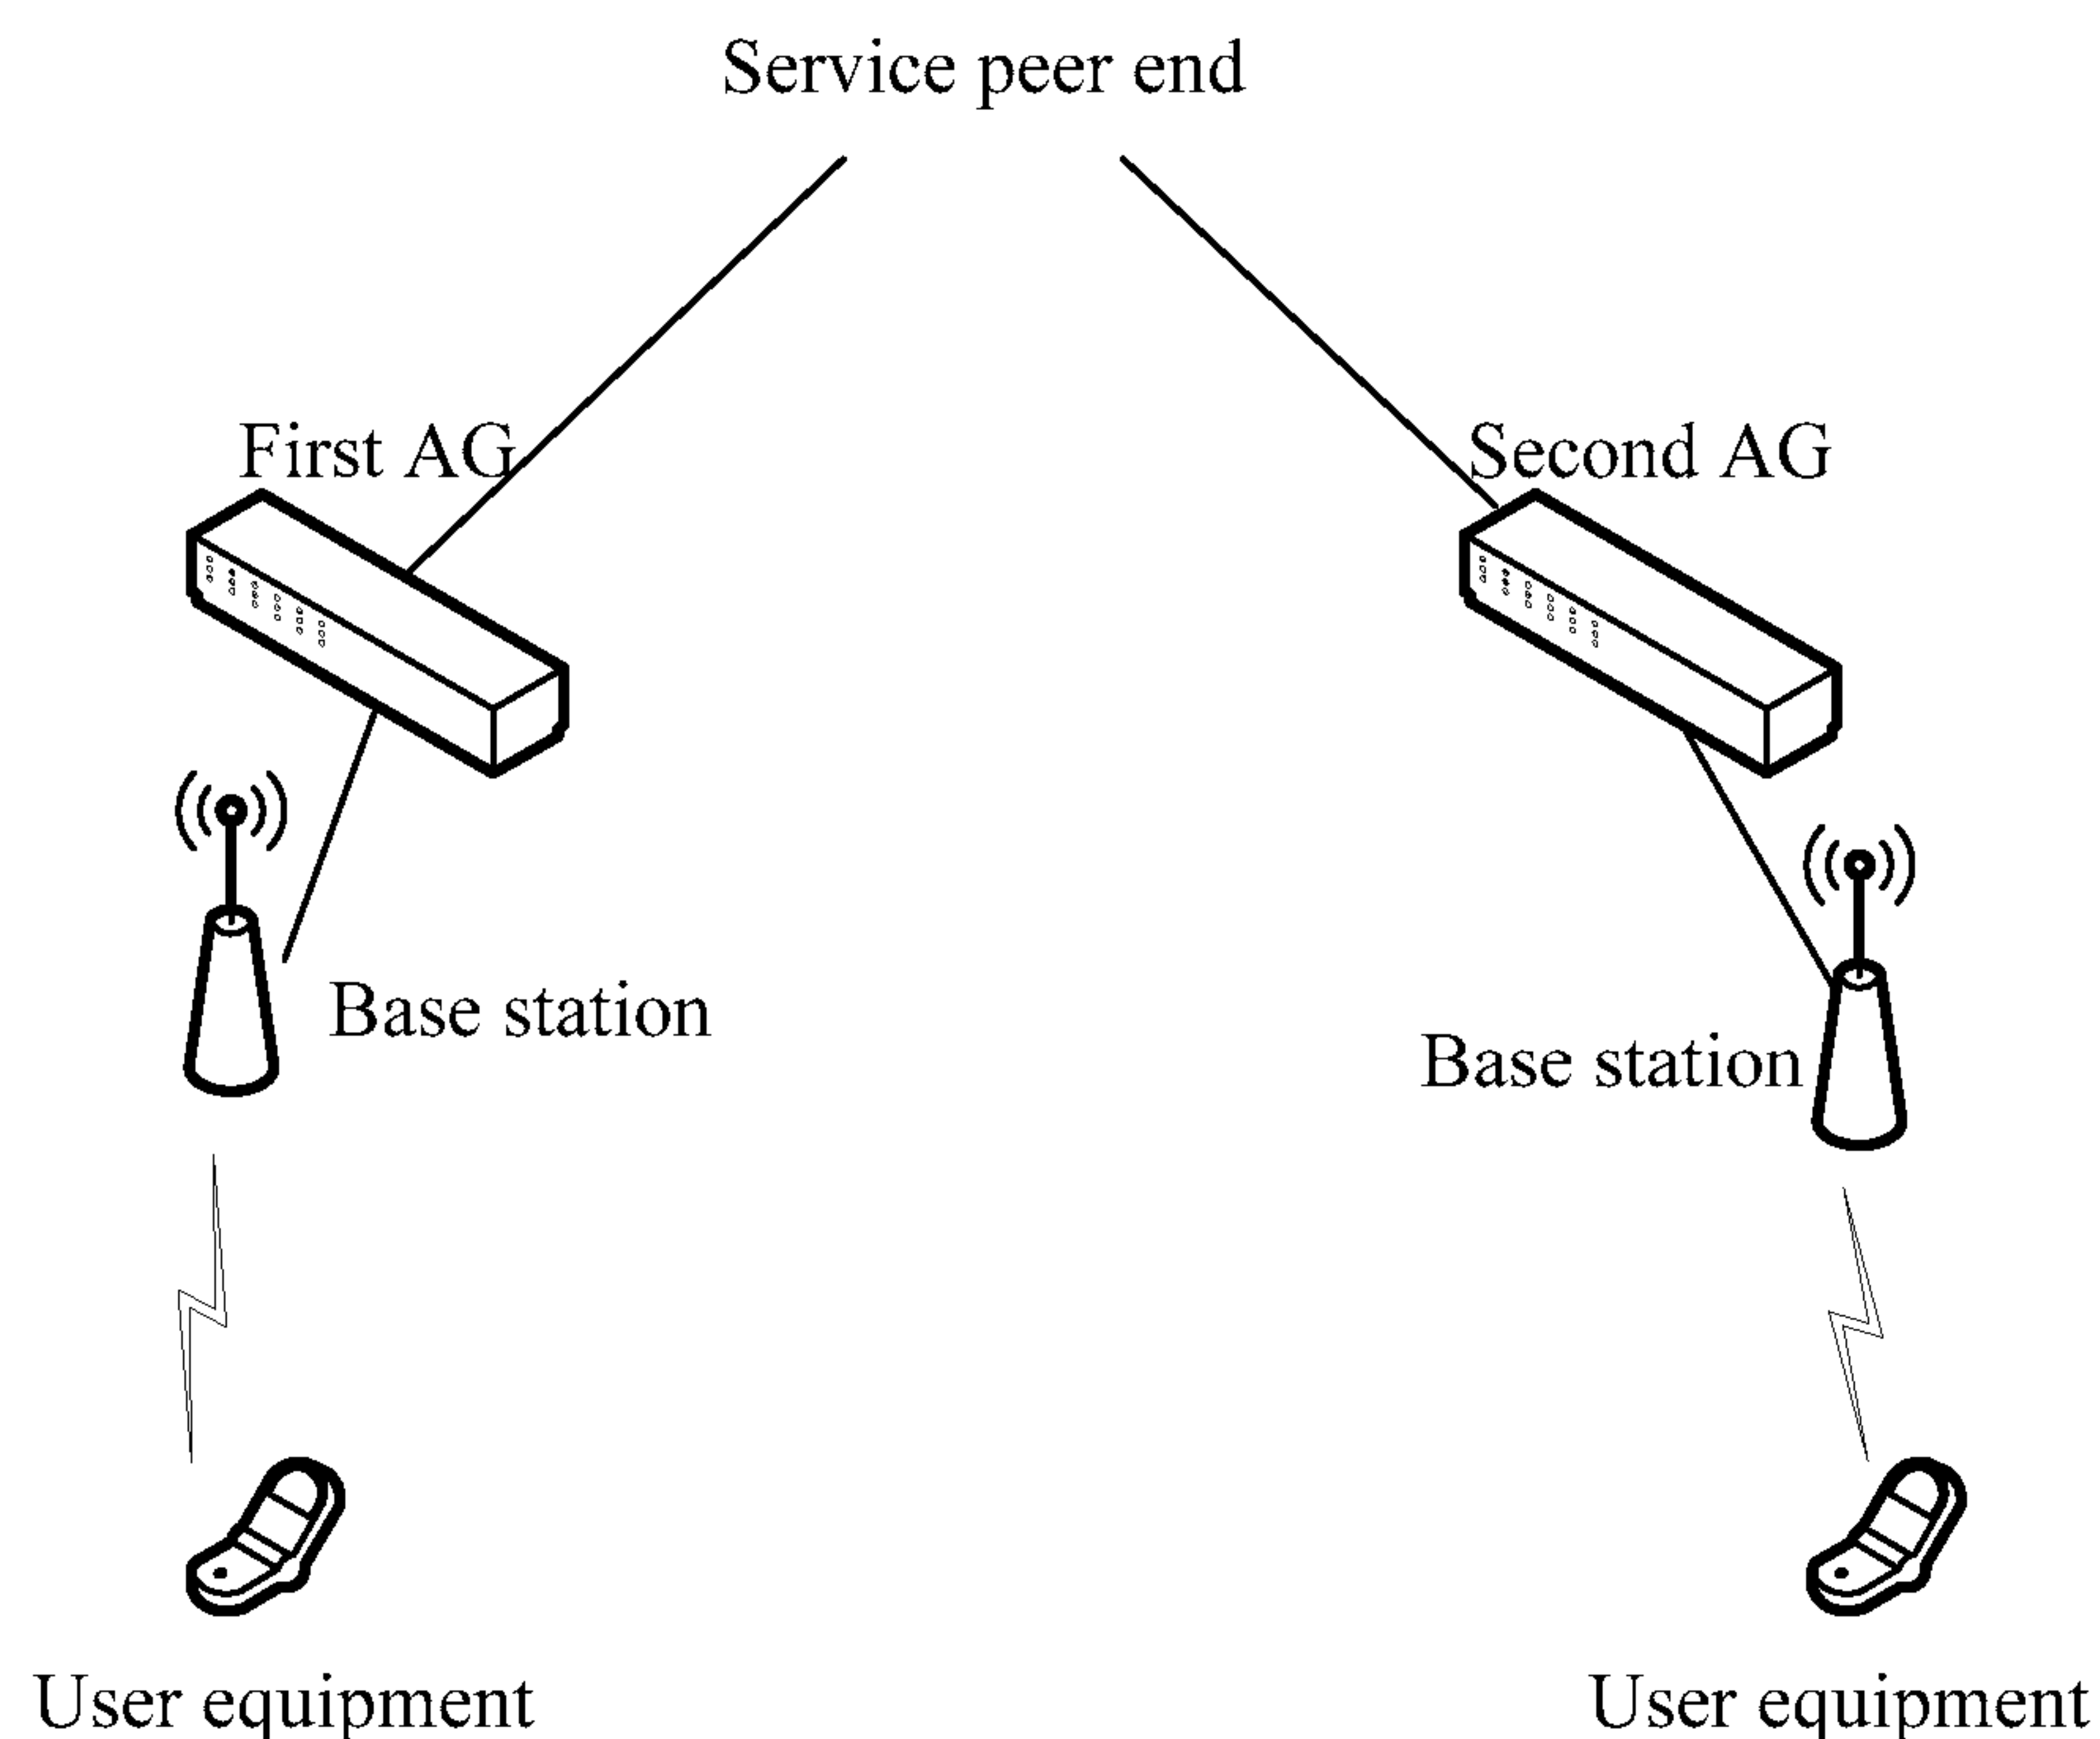 Service peer end
First AG
Second AG
Base station
Base station
User equipment
User equipment